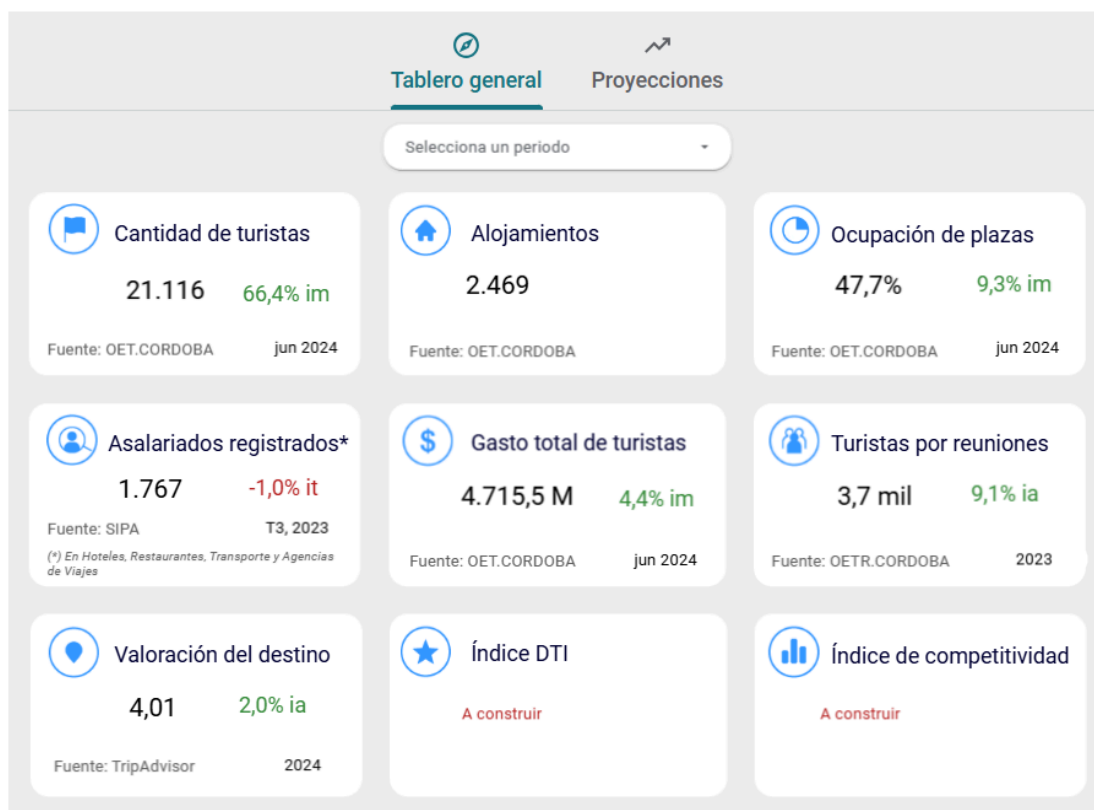 Tablero general
Proyecciones
Selecciona un periodo
Cantidad de turistas
21.116 66,4% im
Fuente: OET.CORDOBA jun 2024
Alojamientos
2.469
Fuente: OET.CORDOBA
Ocupación de plazas
47,7% 9,3% im
Fuente: OET.CORDOBA jun 2024
Asalariados registrados*
1.767 -1,0% it
Fuente: SIPA T3, 2023
(*) En Hoteles, Restaurantes, Transporte y Agencias
de Viajes
Gasto total de turistas
4.715,5 M 4,4% im
Fuente: OET.CORDOBA jun 2024
Turistas por reuniones
3,7 mil 9,1% ia
Fuente: OETR.CORDOBA 2023
Valoración del destino
4,01 2,0% ia
Fuente: TripAdvisor 2024
Índice DTI
A construir
Índice de competitividad
A construir